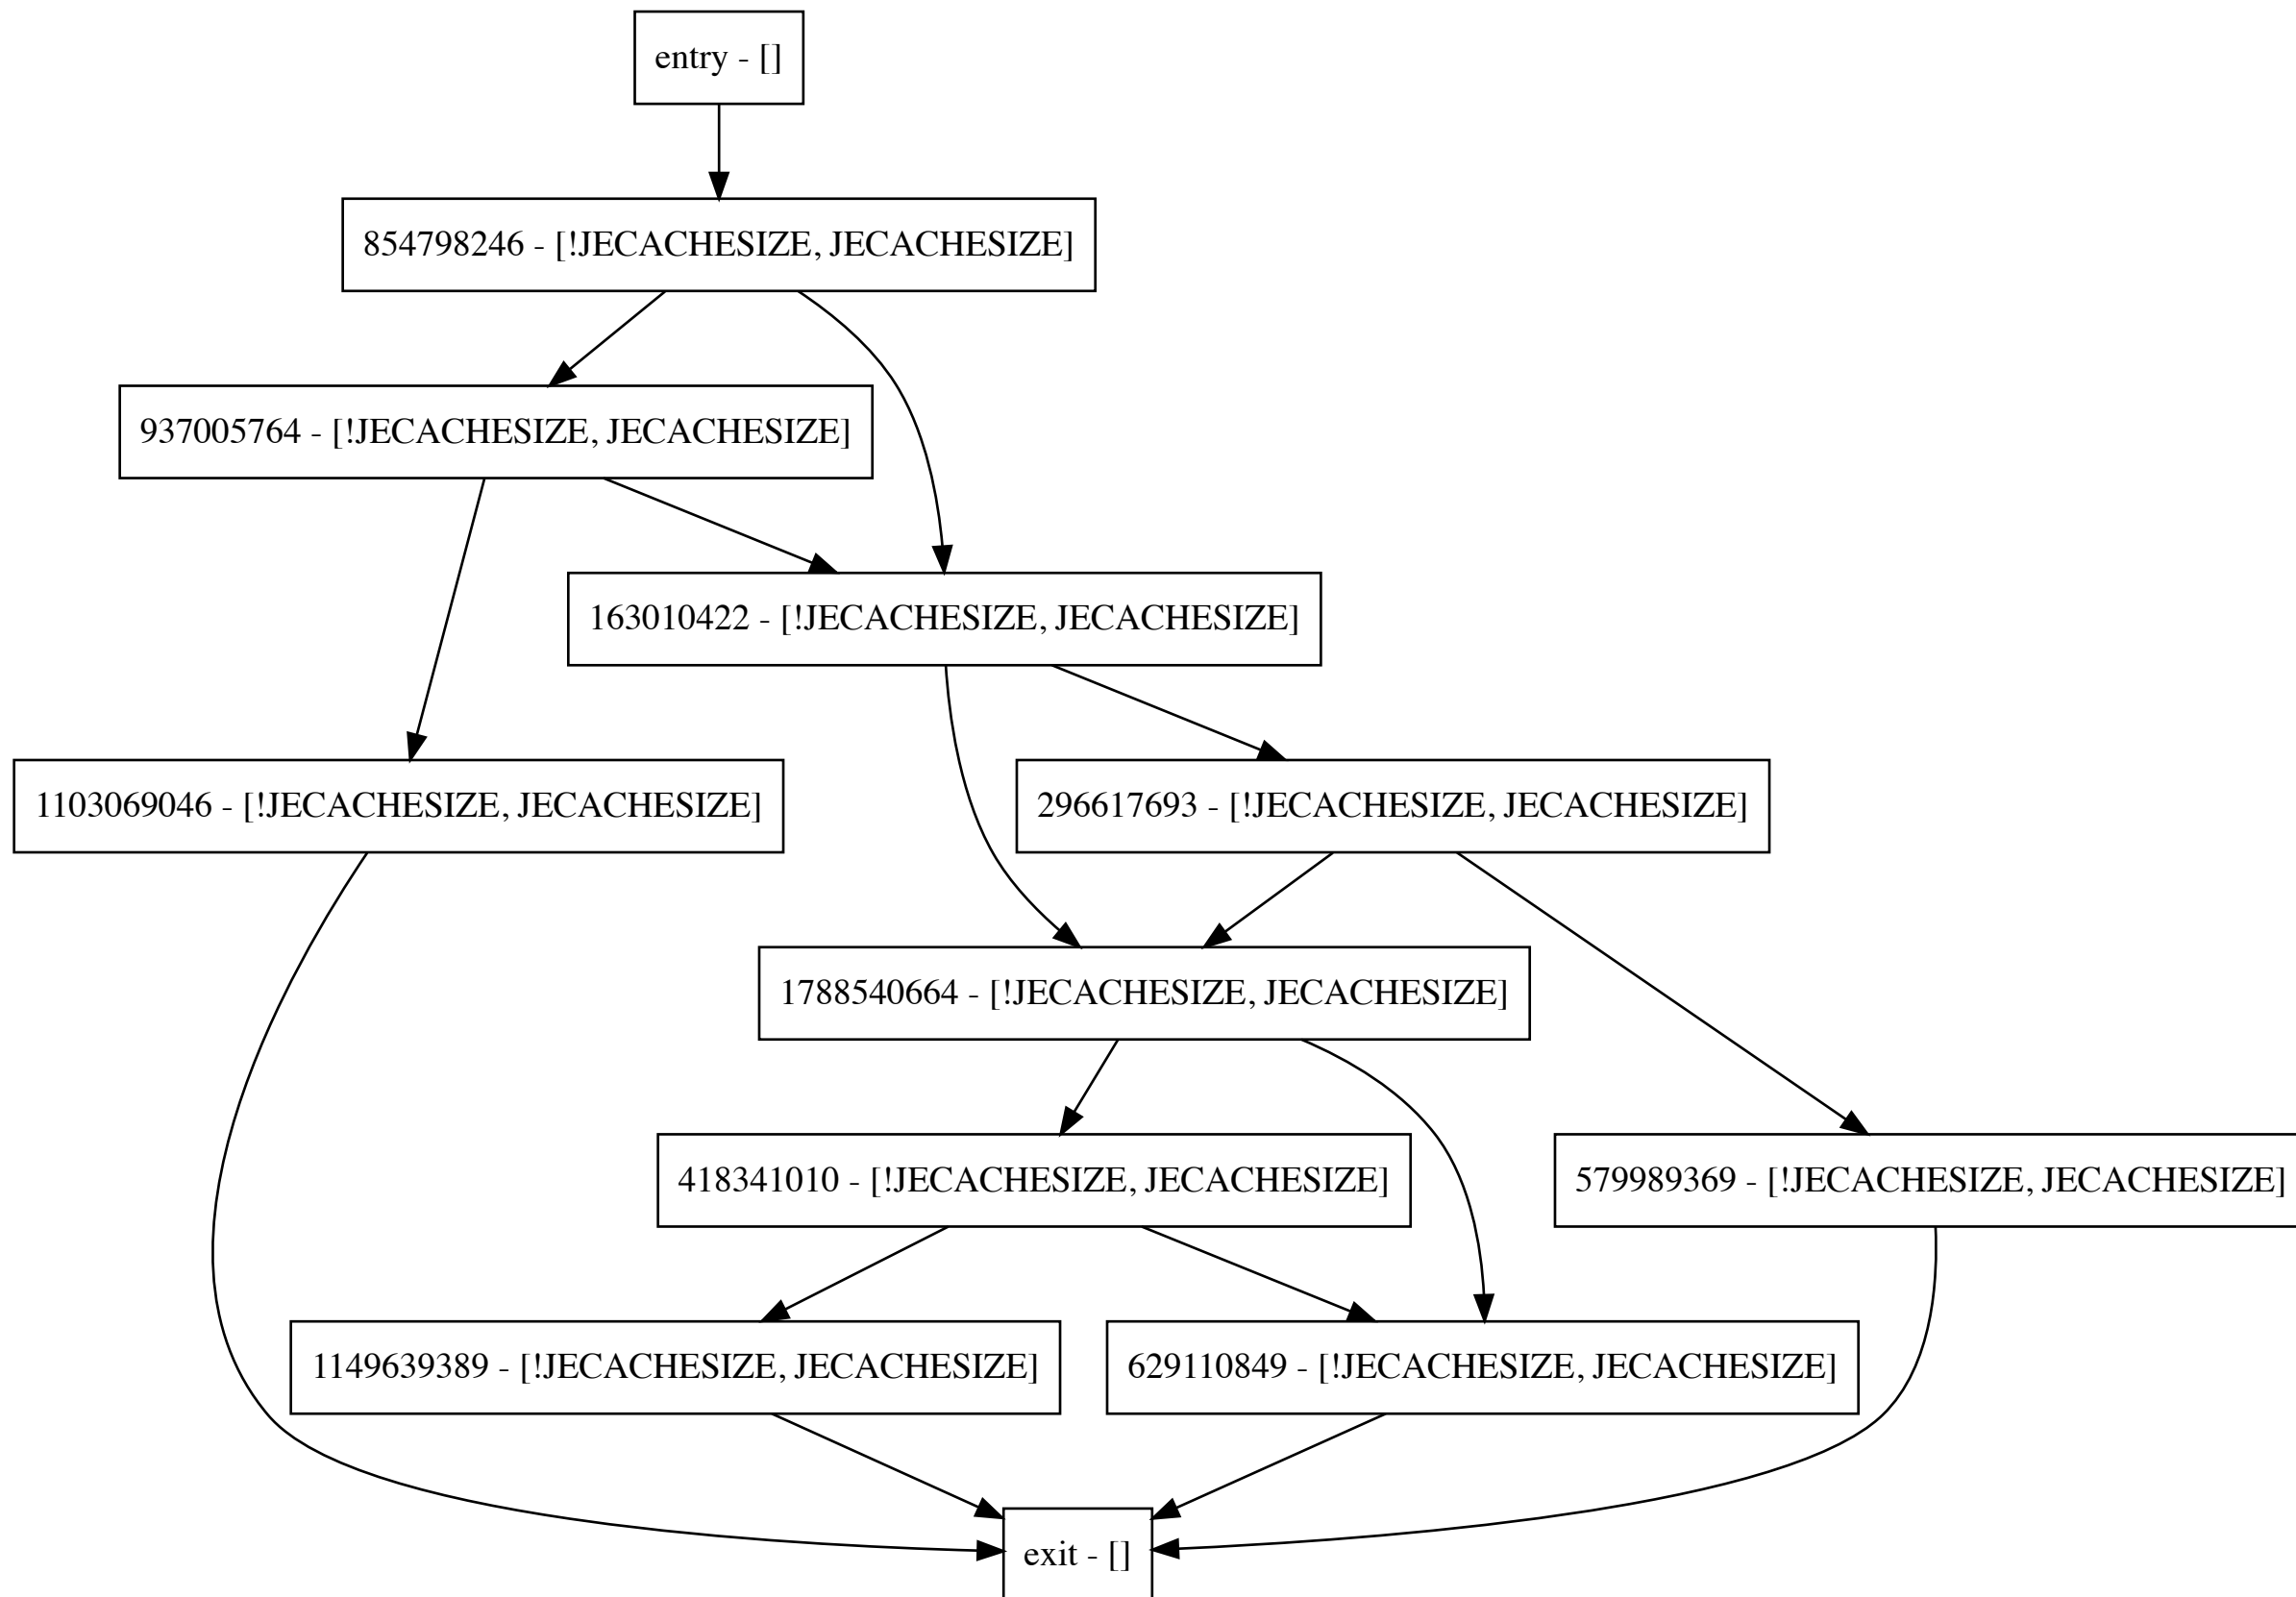 entry - []
854798246 - [!JECACHESIZE, JECACHESIZE]
937005764 - [!JECACHESIZE, JECACHESIZE]
163010422 - [!JECACHESIZE, JECACHESIZE]
1103069046 - [!JECACHESIZE, JECACHESIZE]
296617693 - [!JECACHESIZE, JECACHESIZE]
1788540664 - [!JECACHESIZE, JECACHESIZE]
418341010 - [!JECACHESIZE, JECACHESIZE]
579989369 - [!JECACHESIZE, JECACHESIZE]
1149639389 - [!JECACHESIZE, JECACHESIZE]
629110849 - [!JECACHESIZE, JECACHESIZE]
exit - []